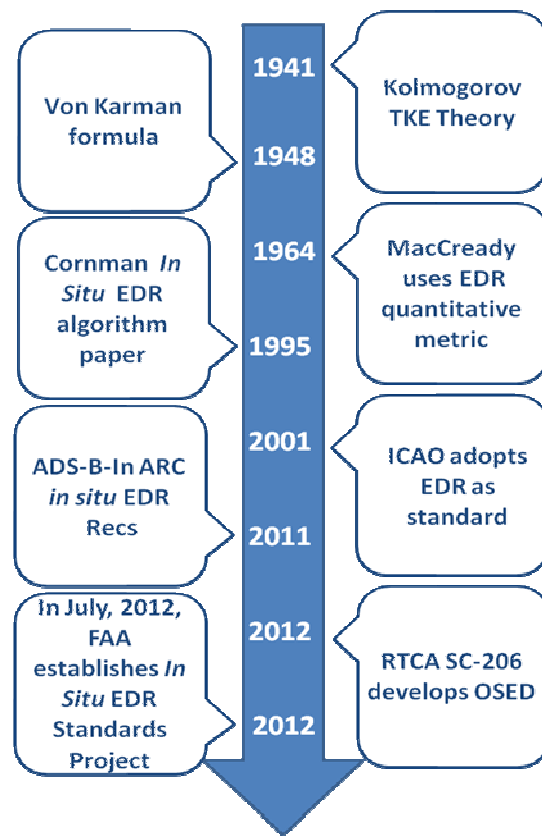 1941
Kolmogorov
TKE Theory
Von Karman
formula
1948
1964
MacCready
uses EDR
quantitative
metric
Cornman In
Situ EDR
algorithm
paper
1995
2001
ICAO adopts
EDR as
standard
ADS-B-In ARC
in situ EDR
Recs
2011
2012
RTCA SC-206
develops OSED
In July, 2012,
FAA
establishes In
Situ EDR
Standards
Project
2012